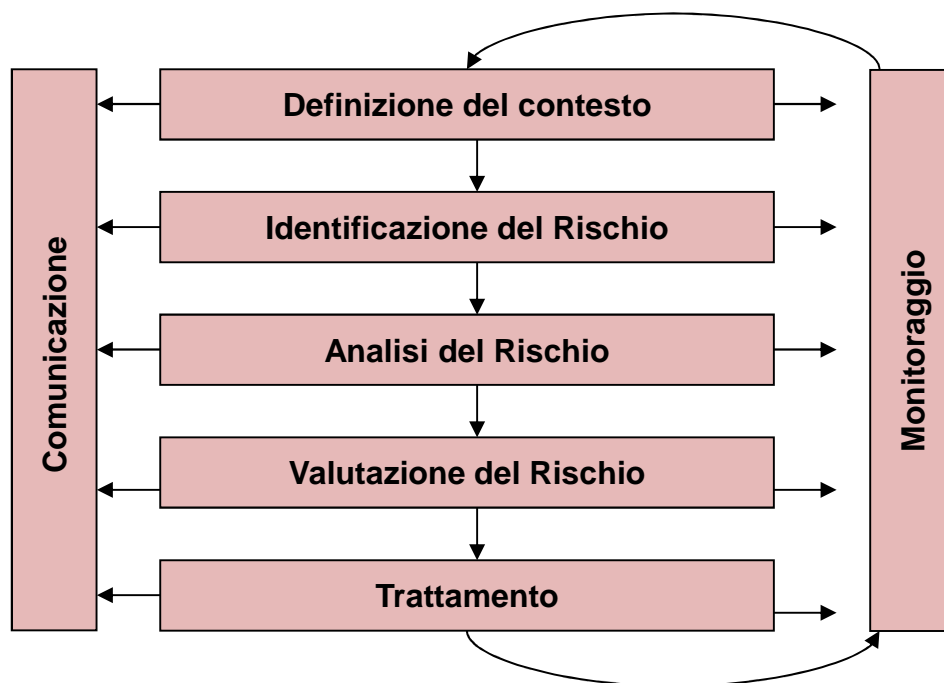 Definizione del contesto
Identificazione del Rischio
Analisi del Rischio
Valutazione del Rischio
Trattamento
Comunicazione
Monitoraggio